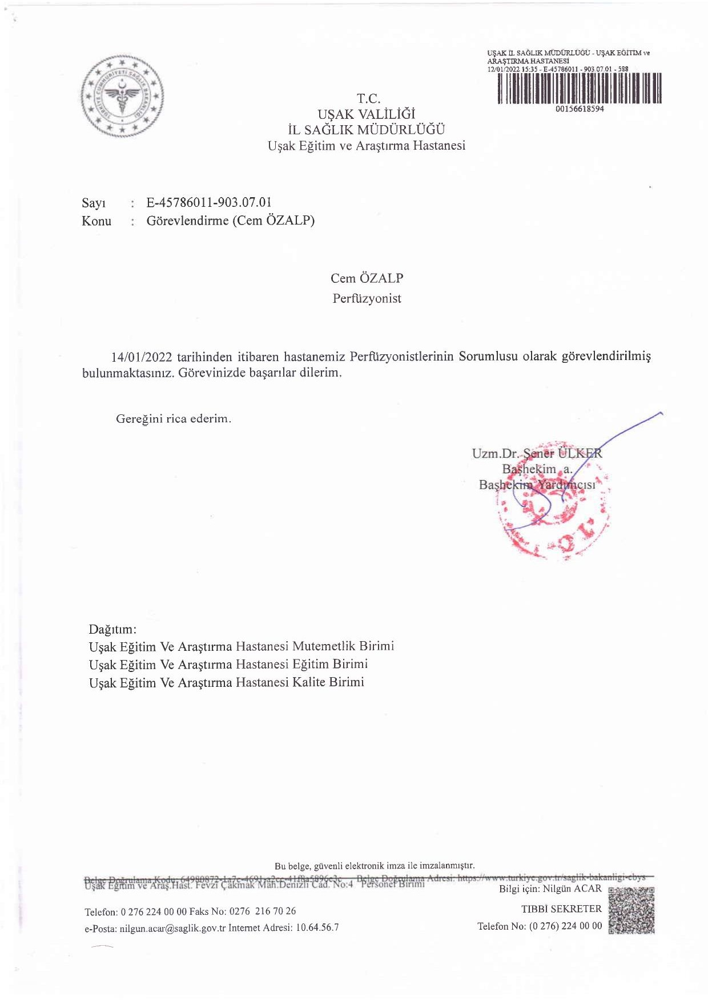 UŞAK İL SAĞLIK MÜDÜRLÜĞÜ - UŞAK EĞİTİM ve
ARAŞTIRMA HASTANESİ
12/01/2022 15:35 - E-45786011 - 903.07.01 - 588
00156618594
TÜRKİYE CUMHURİYETİ SAĞLIK BAKANLIĞI
T.C.
UŞAK VALİLİĞİ
İL SAĞLIK MÜDÜRLÜĞÜ
Uşak Eğitim ve Araştırma Hastanesi
Sayı : E-45786011-903.07.01
Konu : Görevlendirme (Cem ÖZALP)
Cem ÖZALP
Perfüzyonist
14/01/2022 tarihinden itibaren hastanemiz Perfüzyonistlerinin Sorumlusu olarak görevlendirilmiş
bulunmaktasınız. Görevinizde başarılar dilerim.
Gereğini rica ederim.
Uzm.Dr. Şener ÜLKER
Başhekim a.
Başhekim Yardımcısı
T.C.
Dağıtım:
Uşak Eğitim Ve Araştırma Hastanesi Mutemetlik Birimi
Uşak Eğitim Ve Araştırma Hastanesi Eğitim Birimi
Uşak Eğitim Ve Araştırma Hastanesi Kalite Birimi
Bu belge, güvenli elektronik imza ile imzalanmıştır.
Belge Doğrulama Kodu: Belge Doğrulama Adresi: https://www.turkiye.gov.tr/saglik-bakanligi-ebys
Uşak Eğitim ve Araş.Hast. Fevzi Çakmak Mah.Denizli Cad. No:4 Personel Birimi
Bilgi için: Nilgün ACAR
Telefon: 0 276 224 00 00 Faks No: 0276 216 70 26
TIBBİ SEKRETER
e-Posta: nilgun.acar@saglik.gov.tr İnternet Adresi: 10.64.56.7
Telefon No: (0 276) 224 00 00